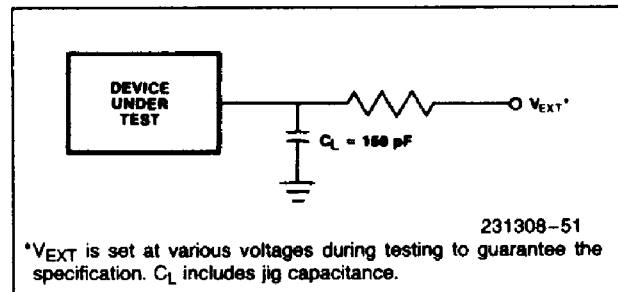 DEVICE
UNDER
TEST
V_EXT*
C_L = 150 pF
231308–51
*V_EXT is set at various voltages during testing to guarantee the
specification. C_L includes jig capacitance.